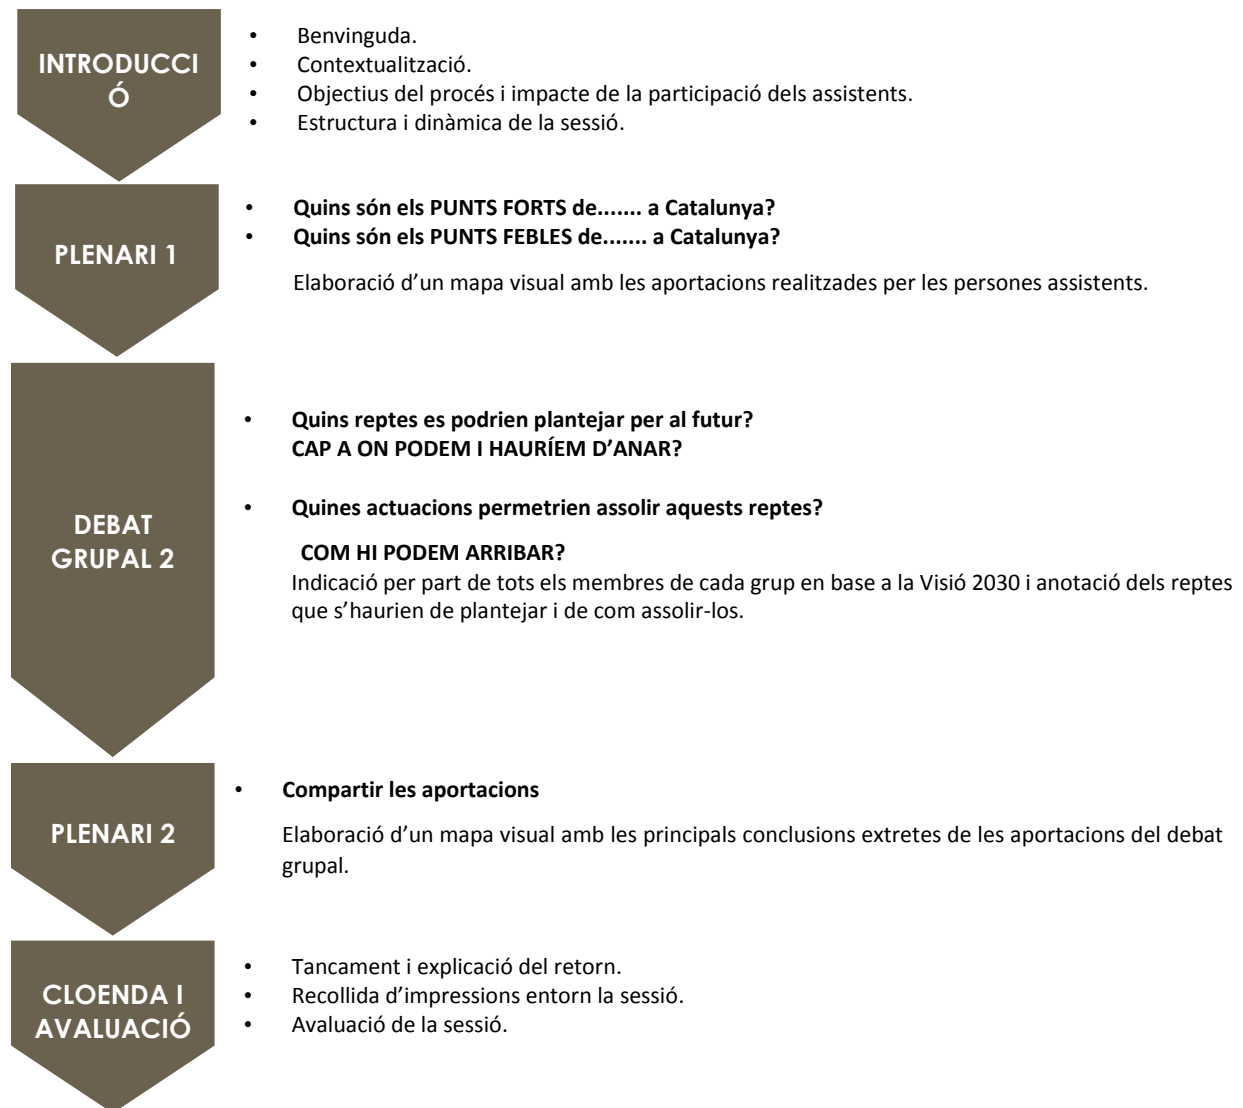 INTRODUCCI
Ó
• Benvinguda.
• Contextualització.
• Objectius del procés i impacte de la participació dels assistents.
• Estructura i dinàmica de la sessió.
PLENARI 1
• Quins són els PUNTS FORTS de....... a Catalunya?
• Quins són els PUNTS FEBLES de....... a Catalunya?
Elaboració d’un mapa visual amb les aportacions realitzades per les persones assistents.
DEBAT
GRUPAL 2
• Quins reptes es podrien plantejar per al futur?
CAP A ON PODEM I HAURÍEM D’ANAR?
• Quines actuacions permetrien assolir aquests reptes?
COM HI PODEM ARRIBAR?
Indicació per part de tots els membres de cada grup en base a la Visió 2030 i anotació dels reptes
que s’haurien de plantejar i de com assolir-los.
PLENARI 2
• Compartir les aportacions
Elaboració d’un mapa visual amb les principals conclusions extretes de les aportacions del debat
grupal.
CLOENDA I
AVALUACIÓ
• Tancament i explicació del retorn.
• Recollida d’impressions entorn la sessió.
• Avaluació de la sessió.